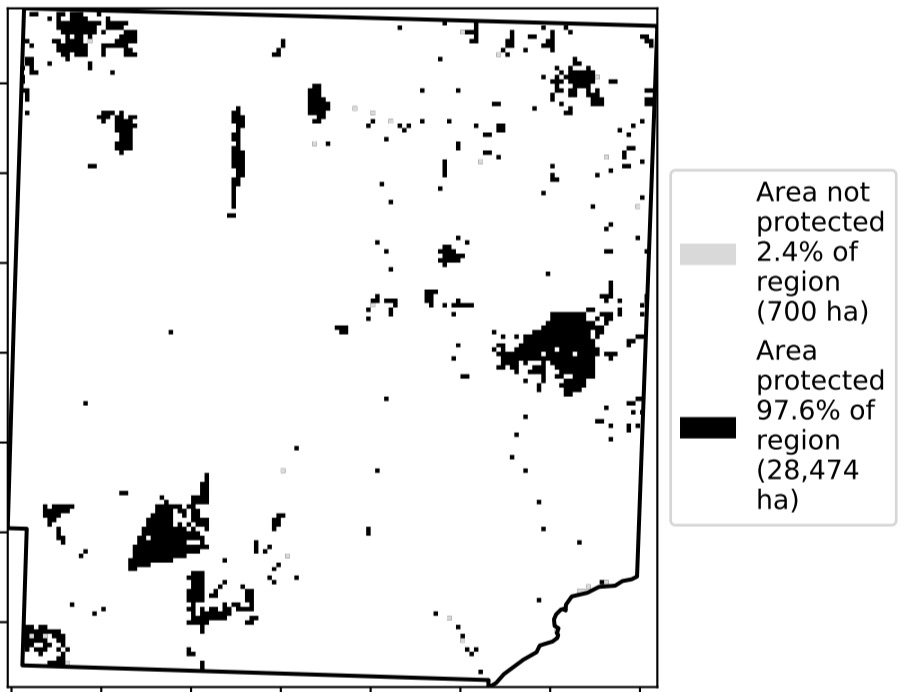 Area not
protected
2.4% of
region
(700 ha)
Area
protected
97.6% of
region
(28,474
ha)